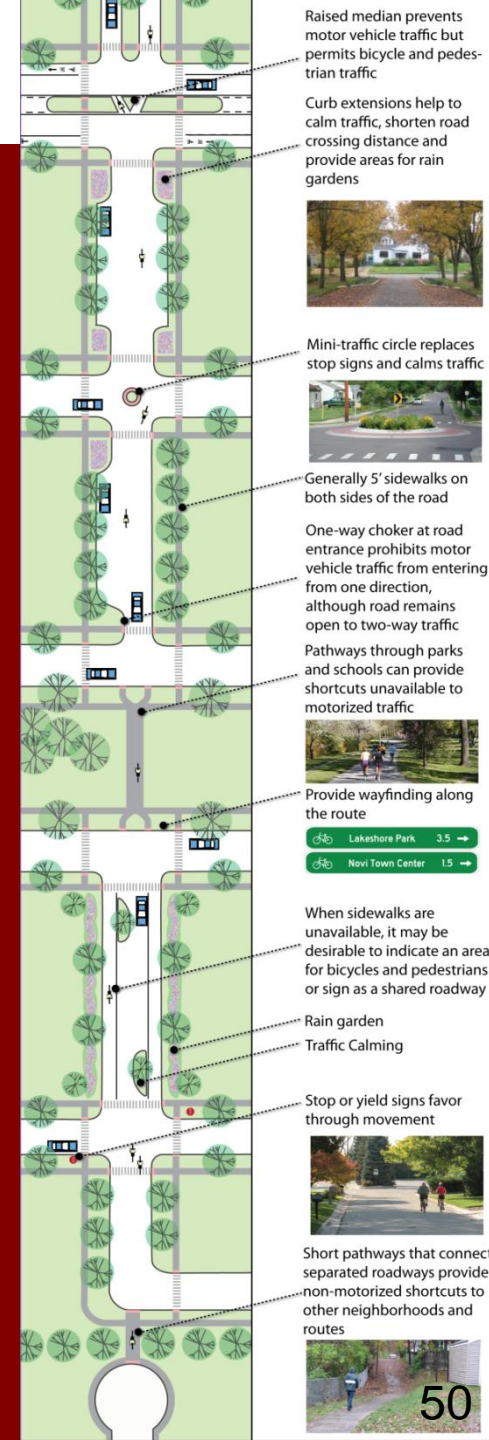 Raised median prevents
motor vehicle traffic but
permits bicycle and pedes-
trian traffic
Curb extensions help to
calm traffic, shorten road
crossing distance and
provide areas for rain
gardens
Mini-traffic circle replaces
stop signs and calms traffic
Generally 5' sidewalks on
both sides of the road
One-way choker at road
entrance prohibits motor
vehicle traffic from entering
from one direction,
although road remains
open to two-way traffic
Pathways through parks
and schools can provide
shortcuts unavailable to
motorized traffic
Provide wayfinding along
the route
Lakeshore Park 3.5 →
Novi Town Center 1.5 →
When sidewalks are
unavailable, it may be
desirable to indicate an area
for bicycles and pedestrians
or sign as a shared roadway
Rain garden
Traffic Calming
Stop or yield signs favor
through movement
Short pathways that connect
separated roadways provide
non-motorized shortcuts to
other neighborhoods and
routes
50